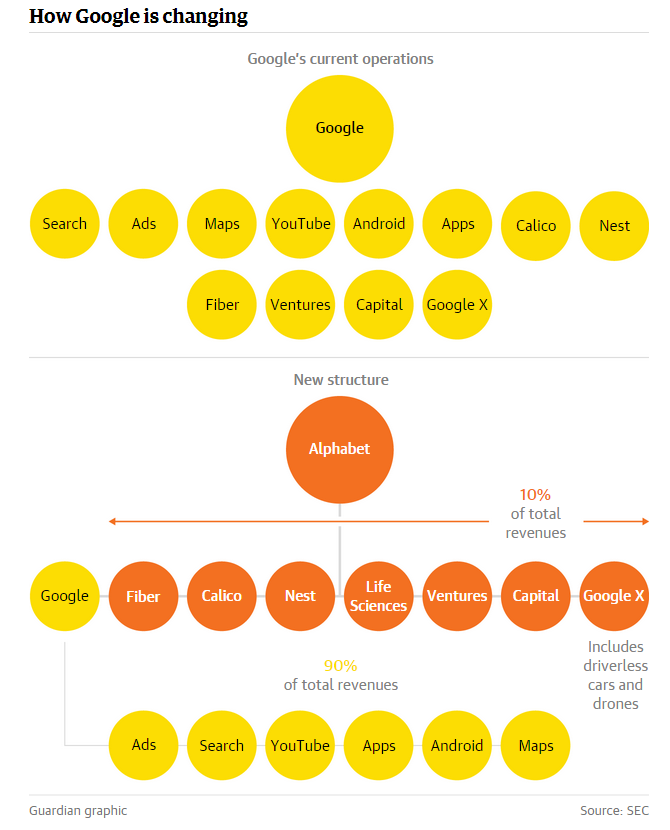 How Google is changing
Google's current operations
Google
Search Ads Maps YouTube Android Apps Calico Nest
Fiber Ventures Capital Google X
New structure
Alphabet
10%
of total
revenues
Google Fiber Calico Nest Life Sciences Ventures Capital Google X
Includes
driverless
cars and
drones
90%
of total revenues
Ads Search YouTube Apps Android Maps
Guardian graphic Source: SEC